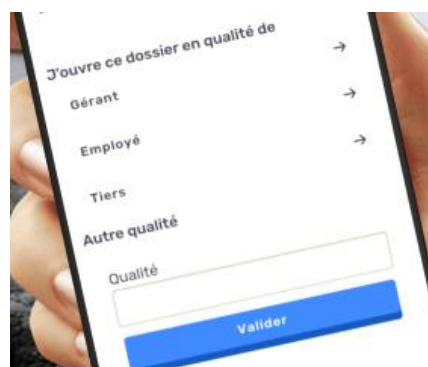 J'ouvre ce dossier en qualité de
Gérant →
Employé →
Tiers →
Autre qualité
Qualité
Valider